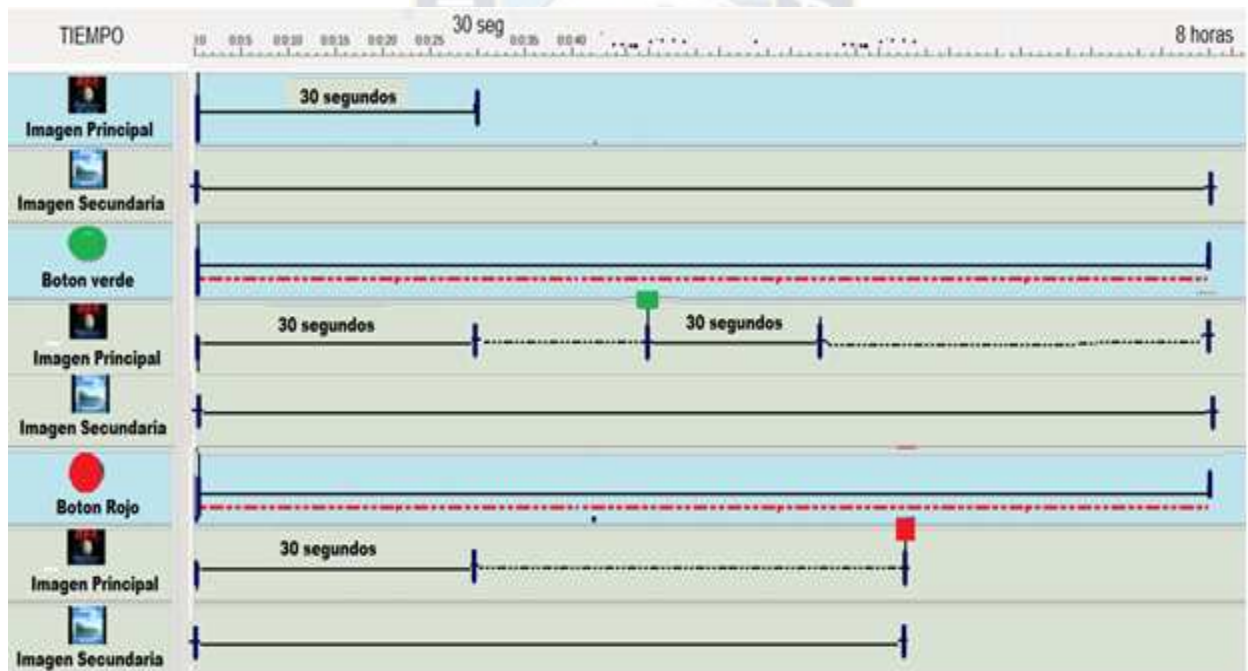 TIEMPO
30 seg
8 horas
30 segundos
Imagen Principal
Imagen Secundaria
Boton verde
30 segundos
30 segundos
Imagen Principal
Imagen Secundaria
Boton Rojo
30 segundos
Imagen Principal
Imagen Secundaria